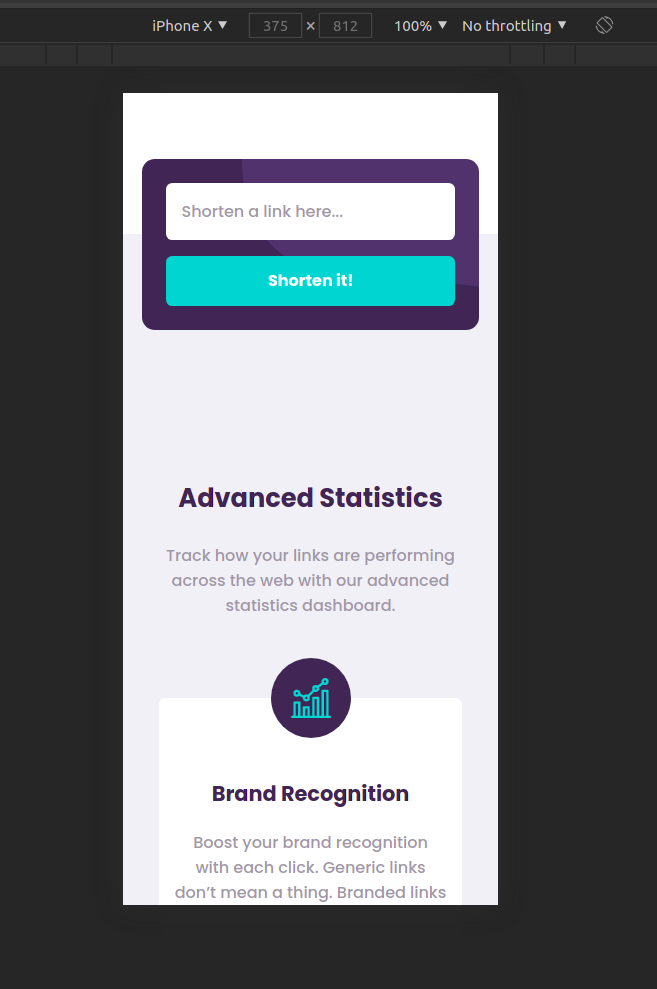 iPhone X ▼ 375 × 812 100% ▼ No throttling ▼
Shorten a link here...
Shorten it!
Advanced Statistics
Track how your links are performing
across the web with our advanced
statistics dashboard.
Brand Recognition
Boost your brand recognition
with each click. Generic links
don’t mean a thing. Branded links